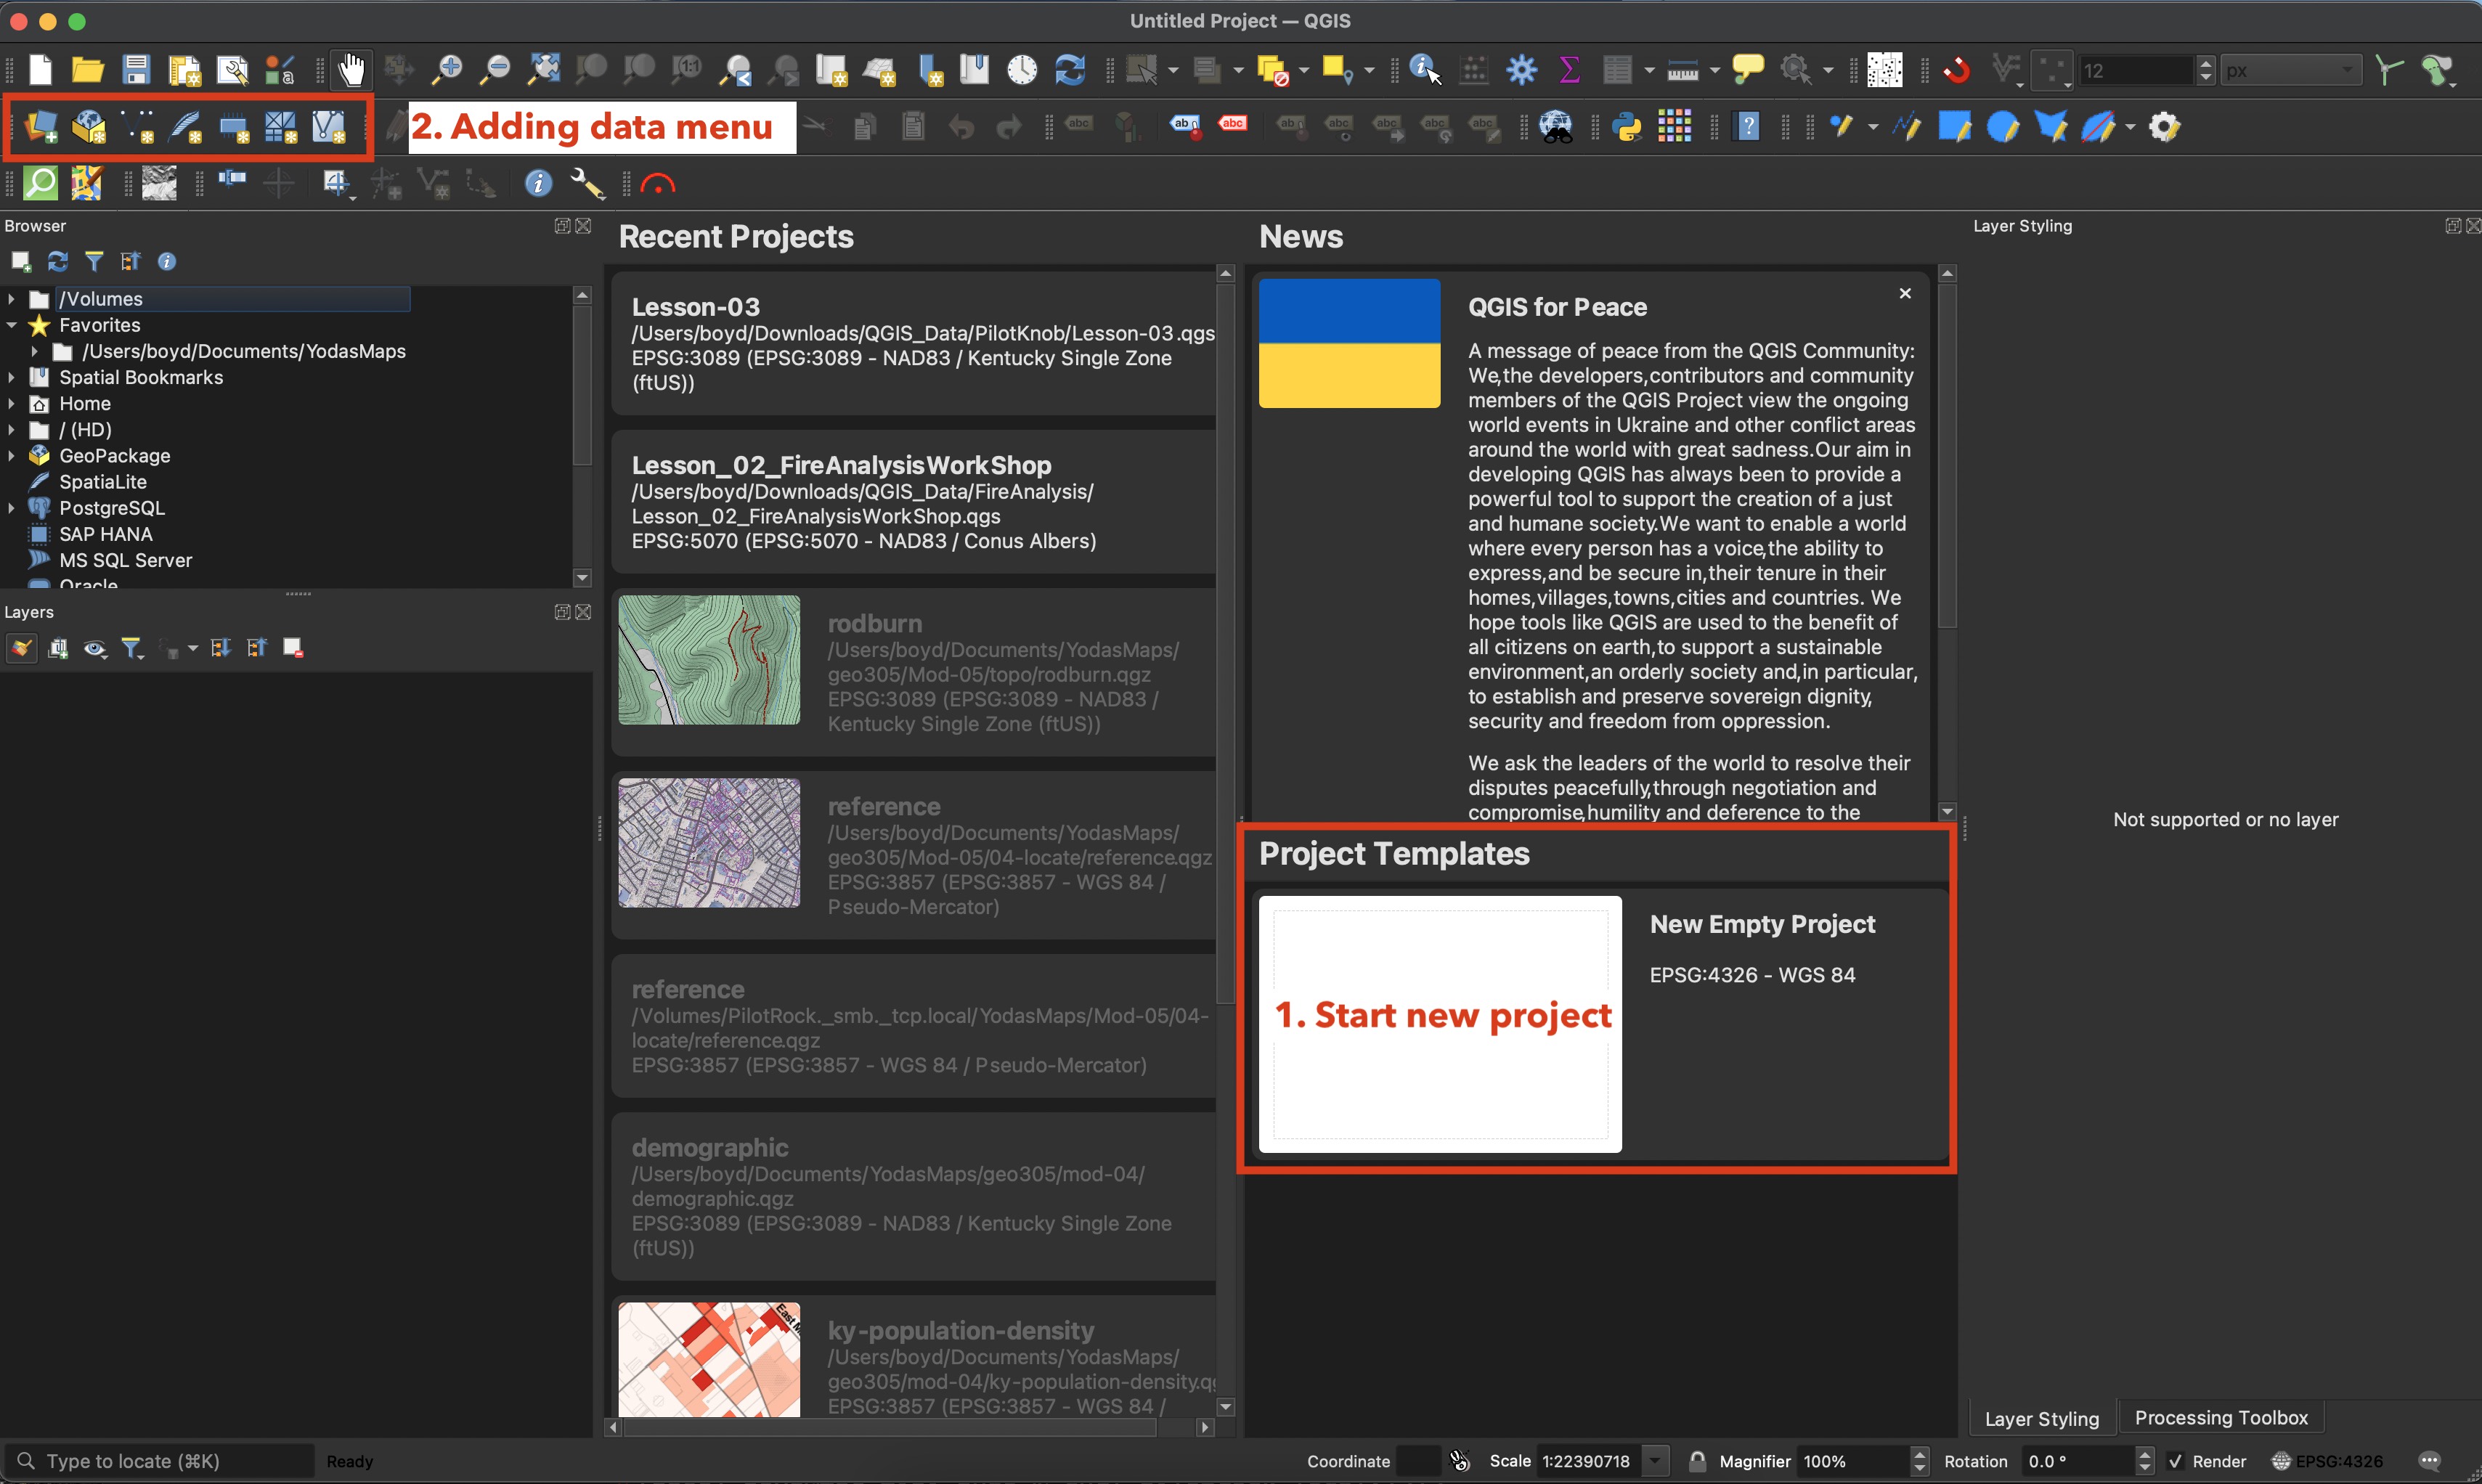 Untitled Project — QGIS
12
px
2. Adding data menu
abc
ab
abc
ab
abc
abc
abc
abc
Browser
Recent Projects
News
Layer Styling
/Volumes
Favorites
/Users/boyd/Documents/YodasMaps
Spatial Bookmarks
Home
/ (HD)
GeoPackage
SpatiaLite
PostgreSQL
SAP HANA
MS SQL Server
Oracle
Layers
Lesson-03
/Users/boyd/Downloads/QGIS_Data/PilotKnob/Lesson-03.qgs
EPSG:3089 (EPSG:3089 - NAD83 / Kentucky Single Zone
(ftUS))
Lesson_02_FireAnalysisWorkShop
/Users/boyd/Downloads/QGIS_Data/FireAnalysis/
Lesson_02_FireAnalysisWorkShop.qgs
EPSG:5070 (EPSG:5070 - NAD83 / Conus Albers)
rodburn
/Users/boyd/Documents/YodasMaps/
geo305/Mod-05/topo/rodburn.qgz
EPSG:3089 (EPSG:3089 - NAD83 /
Kentucky Single Zone (ftUS))
reference
/Users/boyd/Documents/YodasMaps/
geo305/Mod-05/04-locate/reference.qgz
EPSG:3857 (EPSG:3857 - WGS 84 /
Pseudo-Mercator)
reference
/Volumes/PilotRock._smb._tcp.local/YodasMaps/Mod-05/04-
locate/reference.qgz
EPSG:3857 (EPSG:3857 - WGS 84 / Pseudo-Mercator)
demographic
/Users/boyd/Documents/YodasMaps/geo305/mod-04/
demographic.qgz
EPSG:3089 (EPSG:3089 - NAD83 / Kentucky Single Zone
(ftUS))
ky-population-density
/Users/boyd/Documents/YodasMaps/
geo305/mod-04/ky-population-density.qg
EPSG:3857 (EPSG:3857 - WGS 84 /
QGIS for Peace
A message of peace from the QGIS Community:
We,the developers,contributors and community
members of the QGIS Project view the ongoing
world events in Ukraine and other conflict areas
around the world with great sadness.Our aim in
developing QGIS has always been to provide a
powerful tool to support the creation of a just
and humane society.We want to enable a world
where every person has a voice,the ability to
express,and be secure in,their tenure in their
homes,villages,towns,cities and countries. We
hope tools like QGIS are used to the benefit of
all citizens on earth,to support a sustainable
environment,an orderly society and,in particular,
to establish and preserve sovereign dignity,
security and freedom from oppression.
We ask the leaders of the world to resolve their
disputes peacefully,through negotiation and
compromise,humility and deference to the
Project Templates
New Empty Project
EPSG:4326 - WGS 84
1. Start new project
Not supported or no layer
Layer Styling
Processing Toolbox
Type to locate (⌘K)
Ready
Coordinate
Scale
1:22390718
Magnifier
100%
Rotation
0.0 °
Render
EPSG:4326